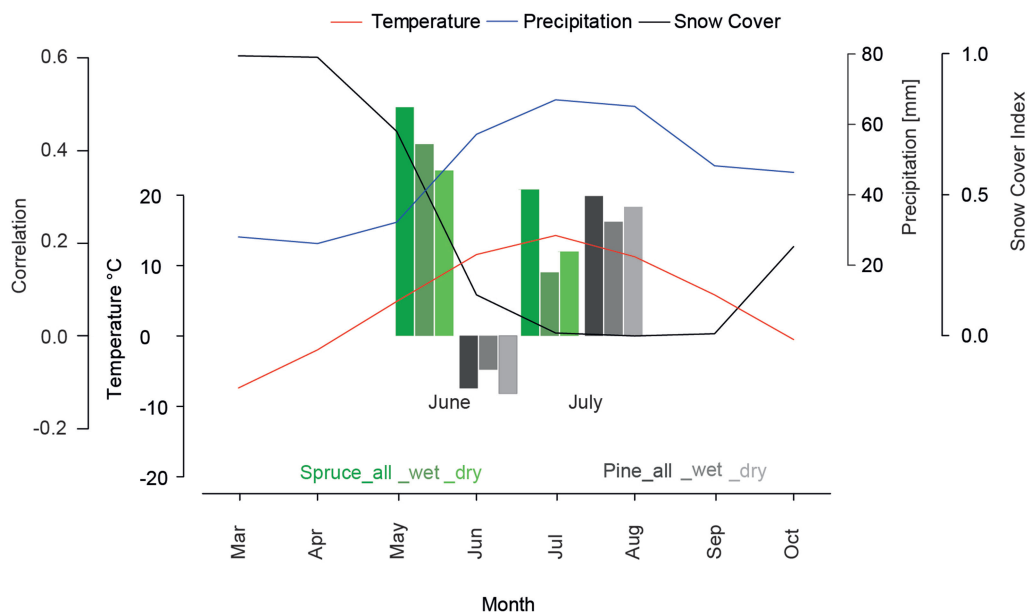 Temperature Precipitation Snow Cover
0.6
0.4
0.2
0.0
-0.2
Correlation
20
10
0
-10
-20
Temperature °C
80
60
40
20
Precipitation [mm]
1.0
0.5
0.0
Snow Cover Index
June July
Spruce_all _wet _dry Pine_all _wet _dry
Mar Apr May Jun Jul Aug Sep Oct
Month